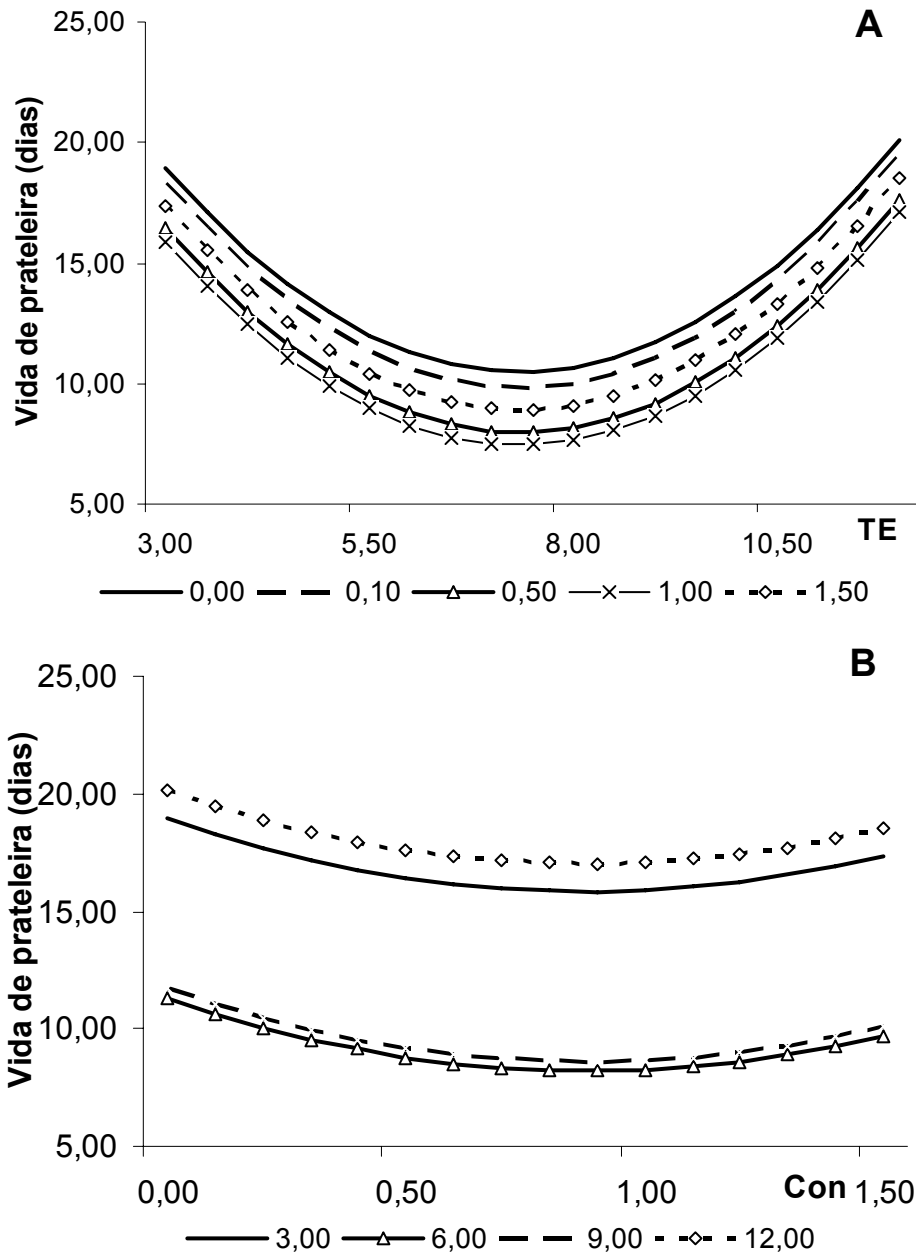 A
25,00
20,00
15,00
10,00
5,00
Vida de prateleira (dias)
3,00 5,50 8,00 10,50 TE
0,00 0,10 0,50 1,00 1,50
B
25,00
20,00
15,00
10,00
5,00
Vida de prateleira (dias)
0,00 0,50 1,00 Con 1,50
3,00 6,00 9,00 12,00